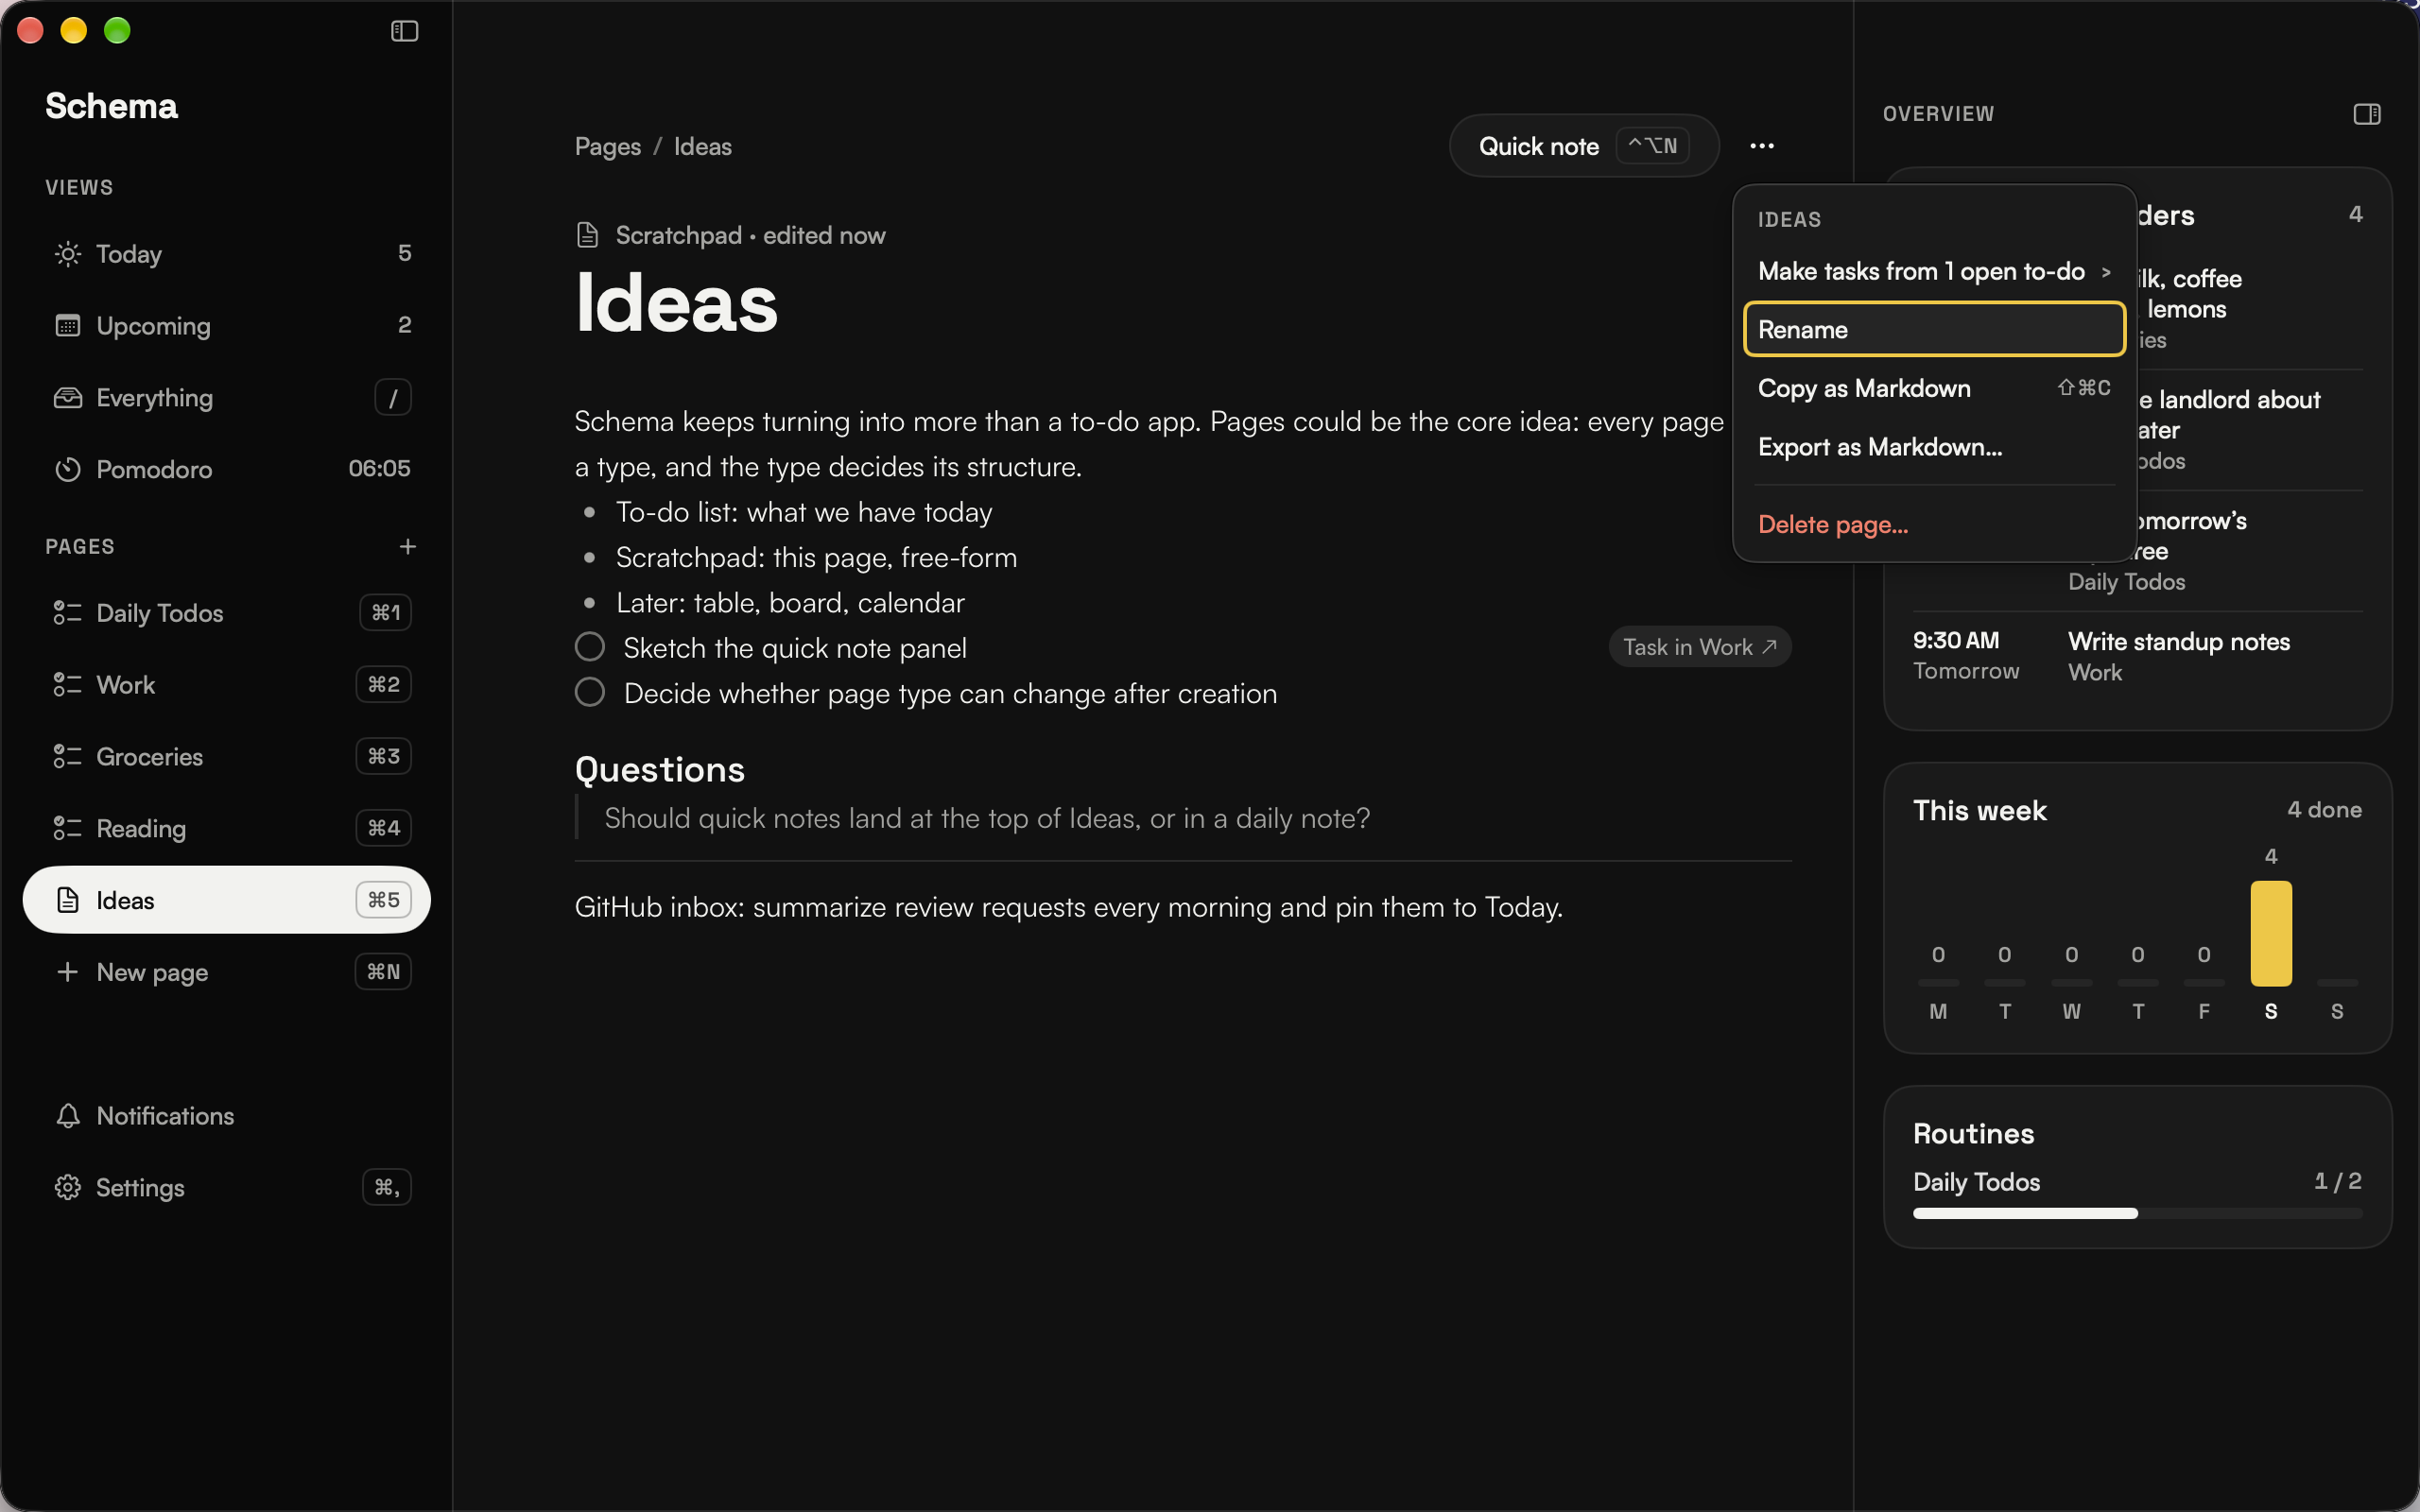 Schema
VIEWS
Today 5
Upcoming 2
Everything /
Pomodoro 06:05
PAGES
Daily Todos ⌘1
Work ⌘2
Groceries ⌘3
Reading ⌘4
Ideas ⌘5
New page ⌘N
Notifications
Settings ⌘,
Pages / Ideas
Quick note ⌃⌥N
Scratchpad · edited now
Ideas
Schema keeps turning into more than a to-do app. Pages could be the core idea: every page
a type, and the type decides its structure.
To-do list: what we have today
Scratchpad: this page, free-form
Later: table, board, calendar
Sketch the quick note panel
Task in Work ↗
Decide whether page type can change after creation
Questions
Should quick notes land at the top of Ideas, or in a daily note?
GitHub inbox: summarize review requests every morning and pin them to Today.
IDEAS
Make tasks from 1 open to-do >
Rename
Copy as Markdown ⇧⌘C
Export as Markdown...
Delete page...
OVERVIEW
4
coffee
lemons
landlord about
Daily Todos
9:30 AM Write standup notes
Tomorrow Work
This week 4 done
4
0 0 0 0 0
M T W T F S S
Routines
Daily Todos 1 / 2